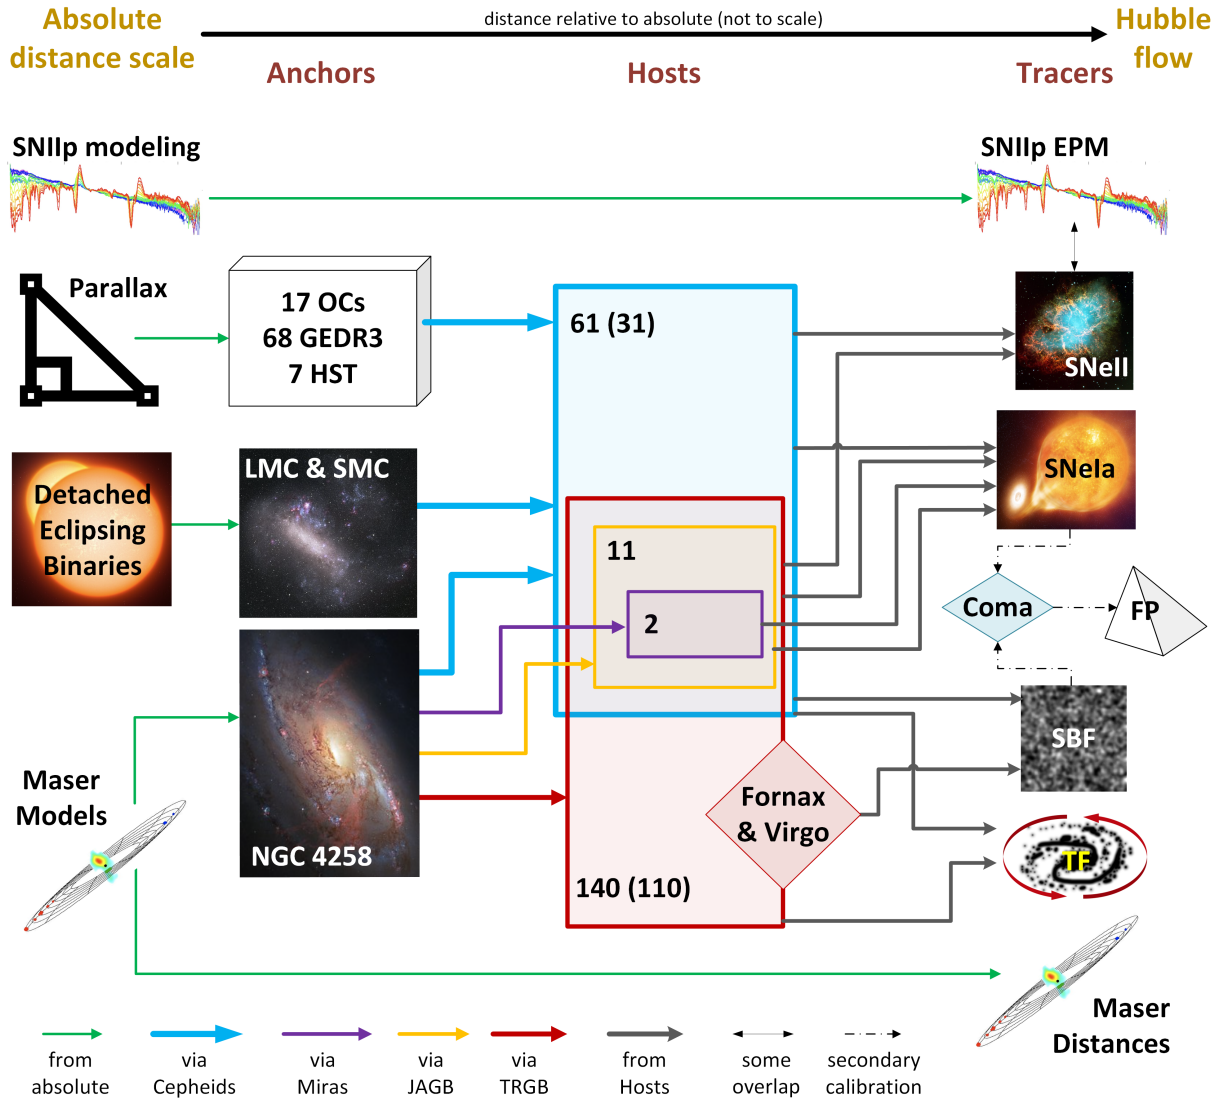 Absolute
distance scale
distance relative to absolute (not to scale)
Hubble
flow
Anchors
Hosts
Tracers
SNIIp modeling
SNIIp EPM
Parallax
17 OCs
68 GEDR3
7 HST
61 (31)
SNeII
Detached
Eclipsing
Binaries
LMC & SMC
SNeIa
11
2
Coma
FP
SBF
Maser
Models
NGC 4258
Fornax
& Virgo
140 (110)
TF
Maser
Distances
from
absolute
via
Cepheids
via
Miras
via
JAGB
via
TRGB
from
Hosts
some
overlap
secondary
calibration